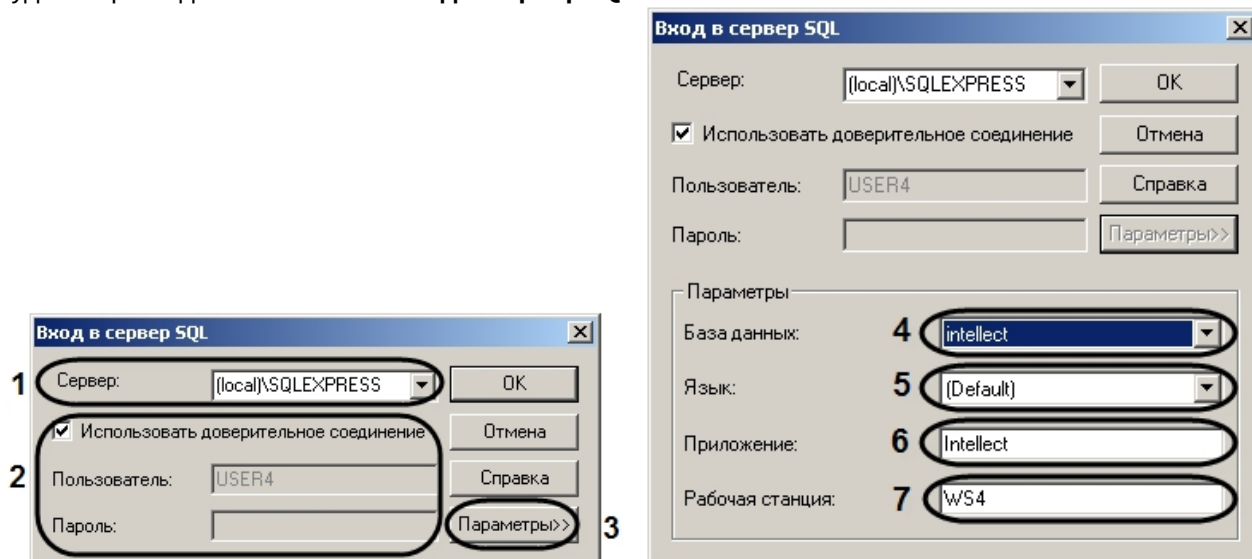 Вход в сервер SQL
Сервер:
(local)\SQLEXPRESS
OK
Использовать доверительное соединение
Отмена
Пользователь:
USER4
Справка
Пароль:
Параметры>>
Параметры
База данных:
4
intellect
Язык:
5
(Default)
Приложение:
6
Intellect
Рабочая станция:
7
WS4
Вход в сервер SQL
1
Сервер:
(local)\SQLEXPRESS
OK
2
Использовать доверительное соединение
Отмена
Пользователь:
USER4
Справка
Пароль:
Параметры>>
3